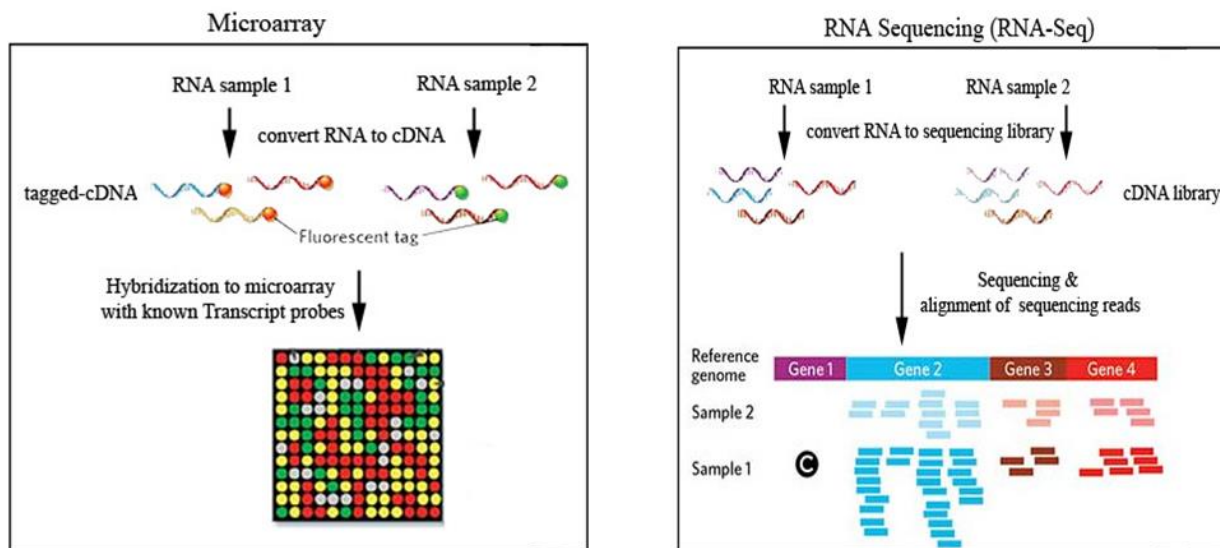 Microarray
RNA sample 1
RNA sample 2
convert RNA to cDNA
tagged-cDNA
Fluorescent tag
Hybridization to microarray
with known Transcript probes
RNA Sequencing (RNA-Seq)
RNA sample 1
RNA sample 2
convert RNA to sequencing library
cDNA library
Sequencing &
alignment of sequencing reads
Reference
genome
Gene 1
Gene 2
Gene 3
Gene 4
Sample 2
Sample 1
C